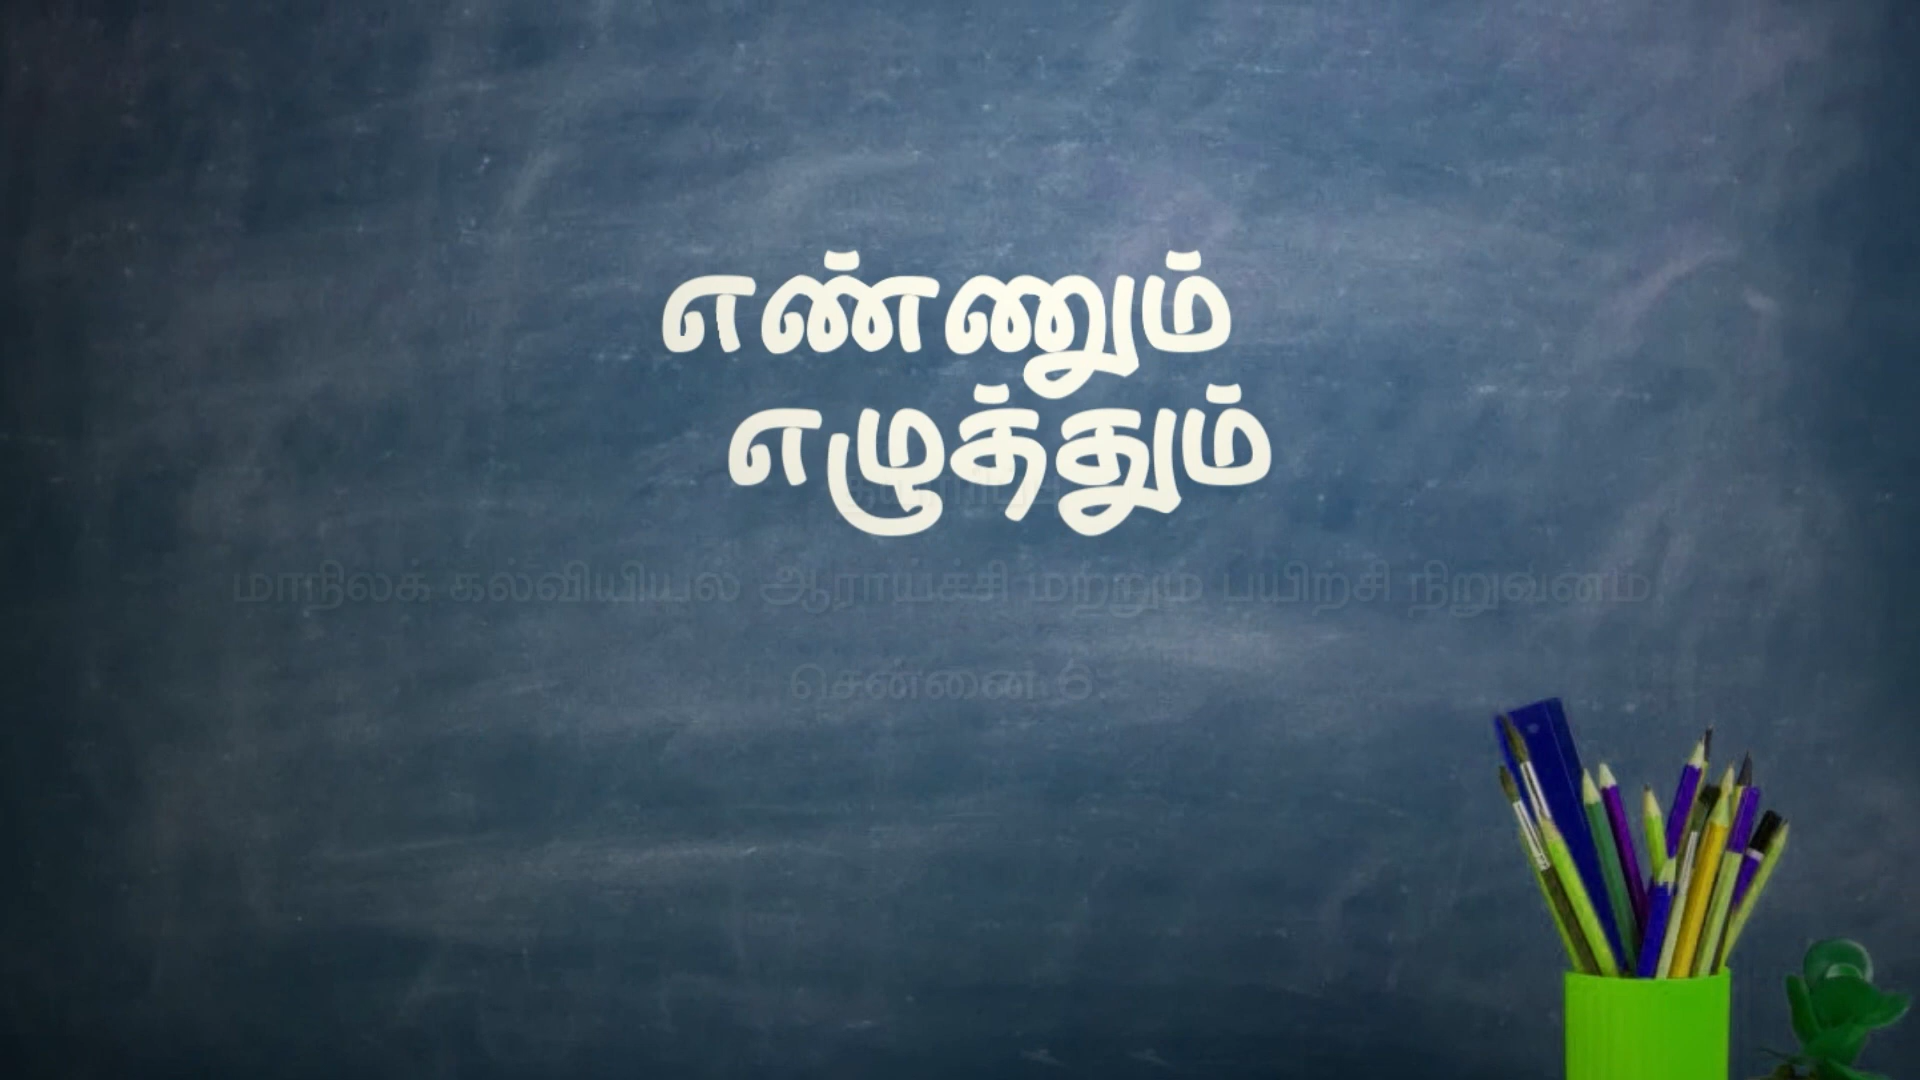 எண்ணும்
எழுத்தும்
மாநிலக் கல்வியியல் ஆராய்ச்சி மற்றும் பயிற்சி நிறுவனம்
சென்னை 6.